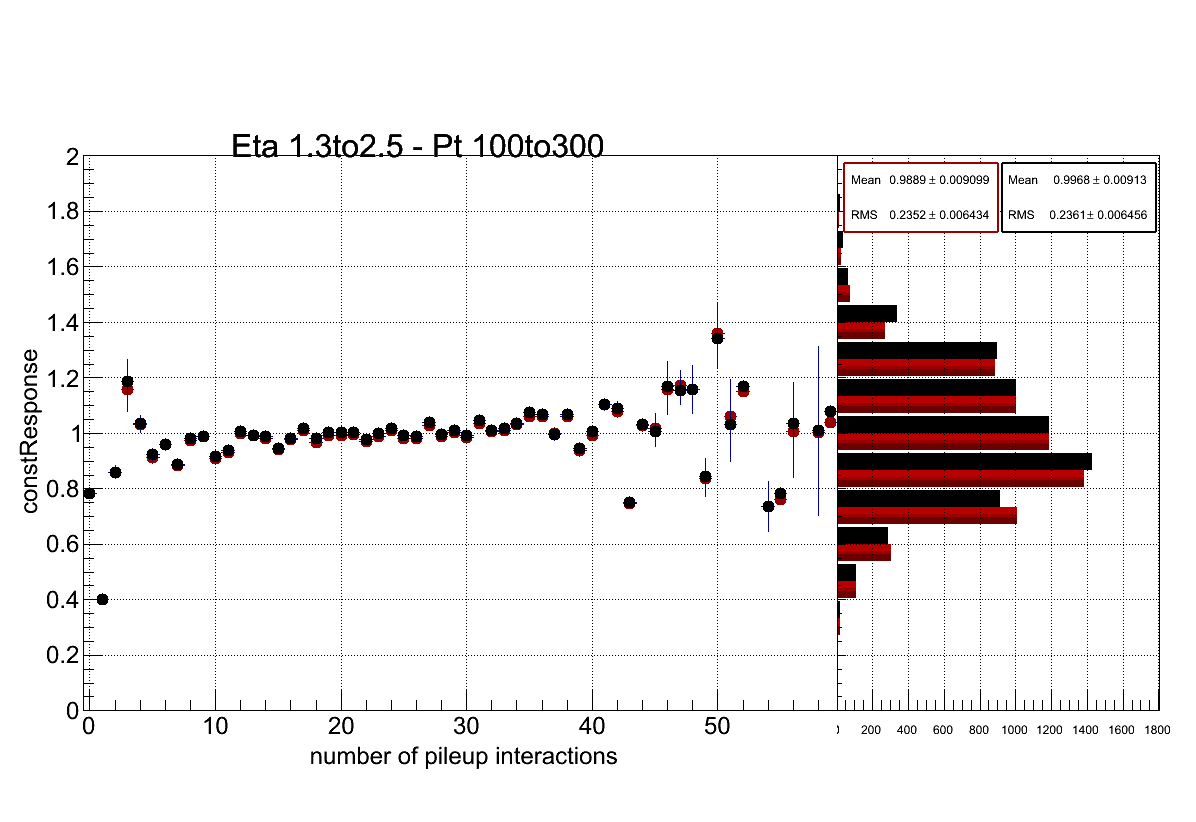 Eta 1.3to2.5 - Pt 100to300
2
1.8
1.6
1.4
1.2
1
0.8
0.6
0.4
0.2
0
constResponse
0 10 20 30 40 50
number of pileup interactions
Mean 0.9889 ± 0.009099
RMS 0.2352 ± 0.006434
Mean 0.9968 ± 0.00913
RMS 0.2361 ± 0.006456
200 400 600 800 1000 1200 1400 1600 1800